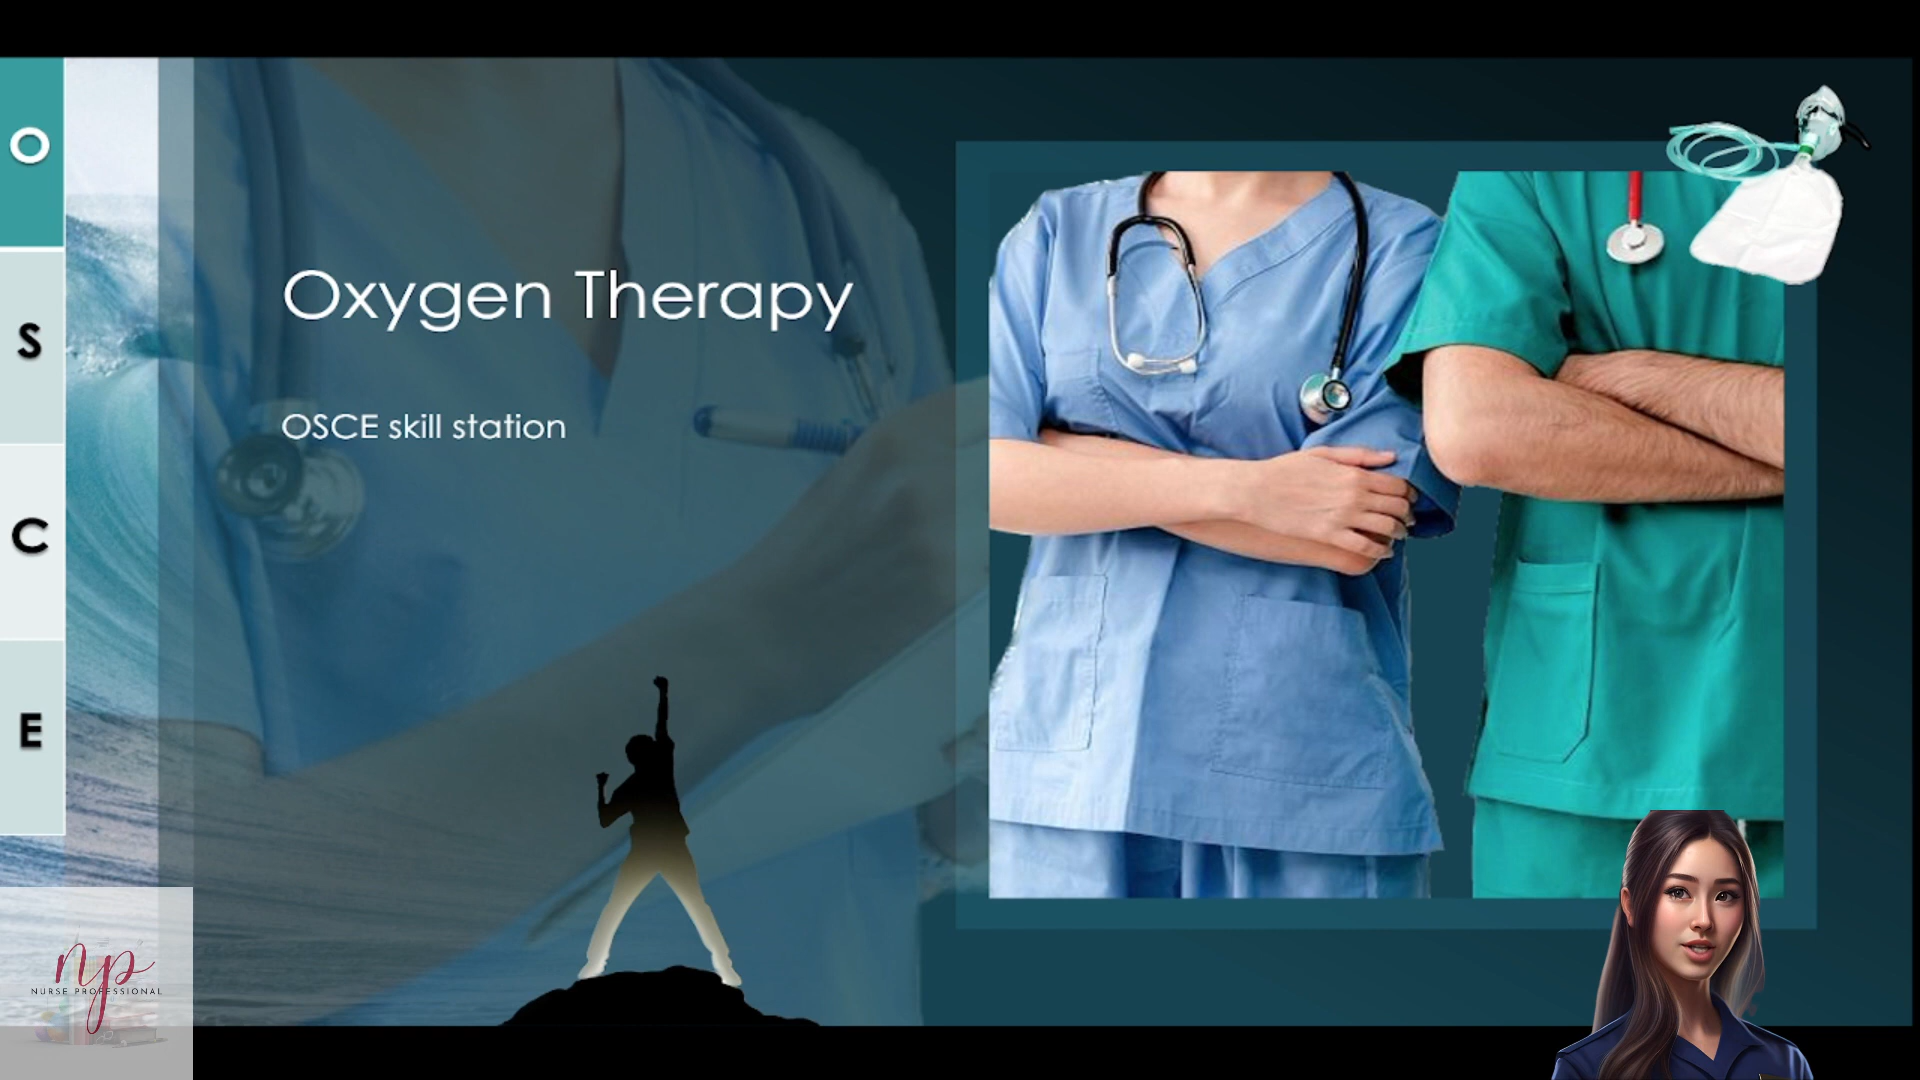 O
S
C
E
Oxygen Therapy
OSCE skill station
np
NURSE PROFESSIONAL